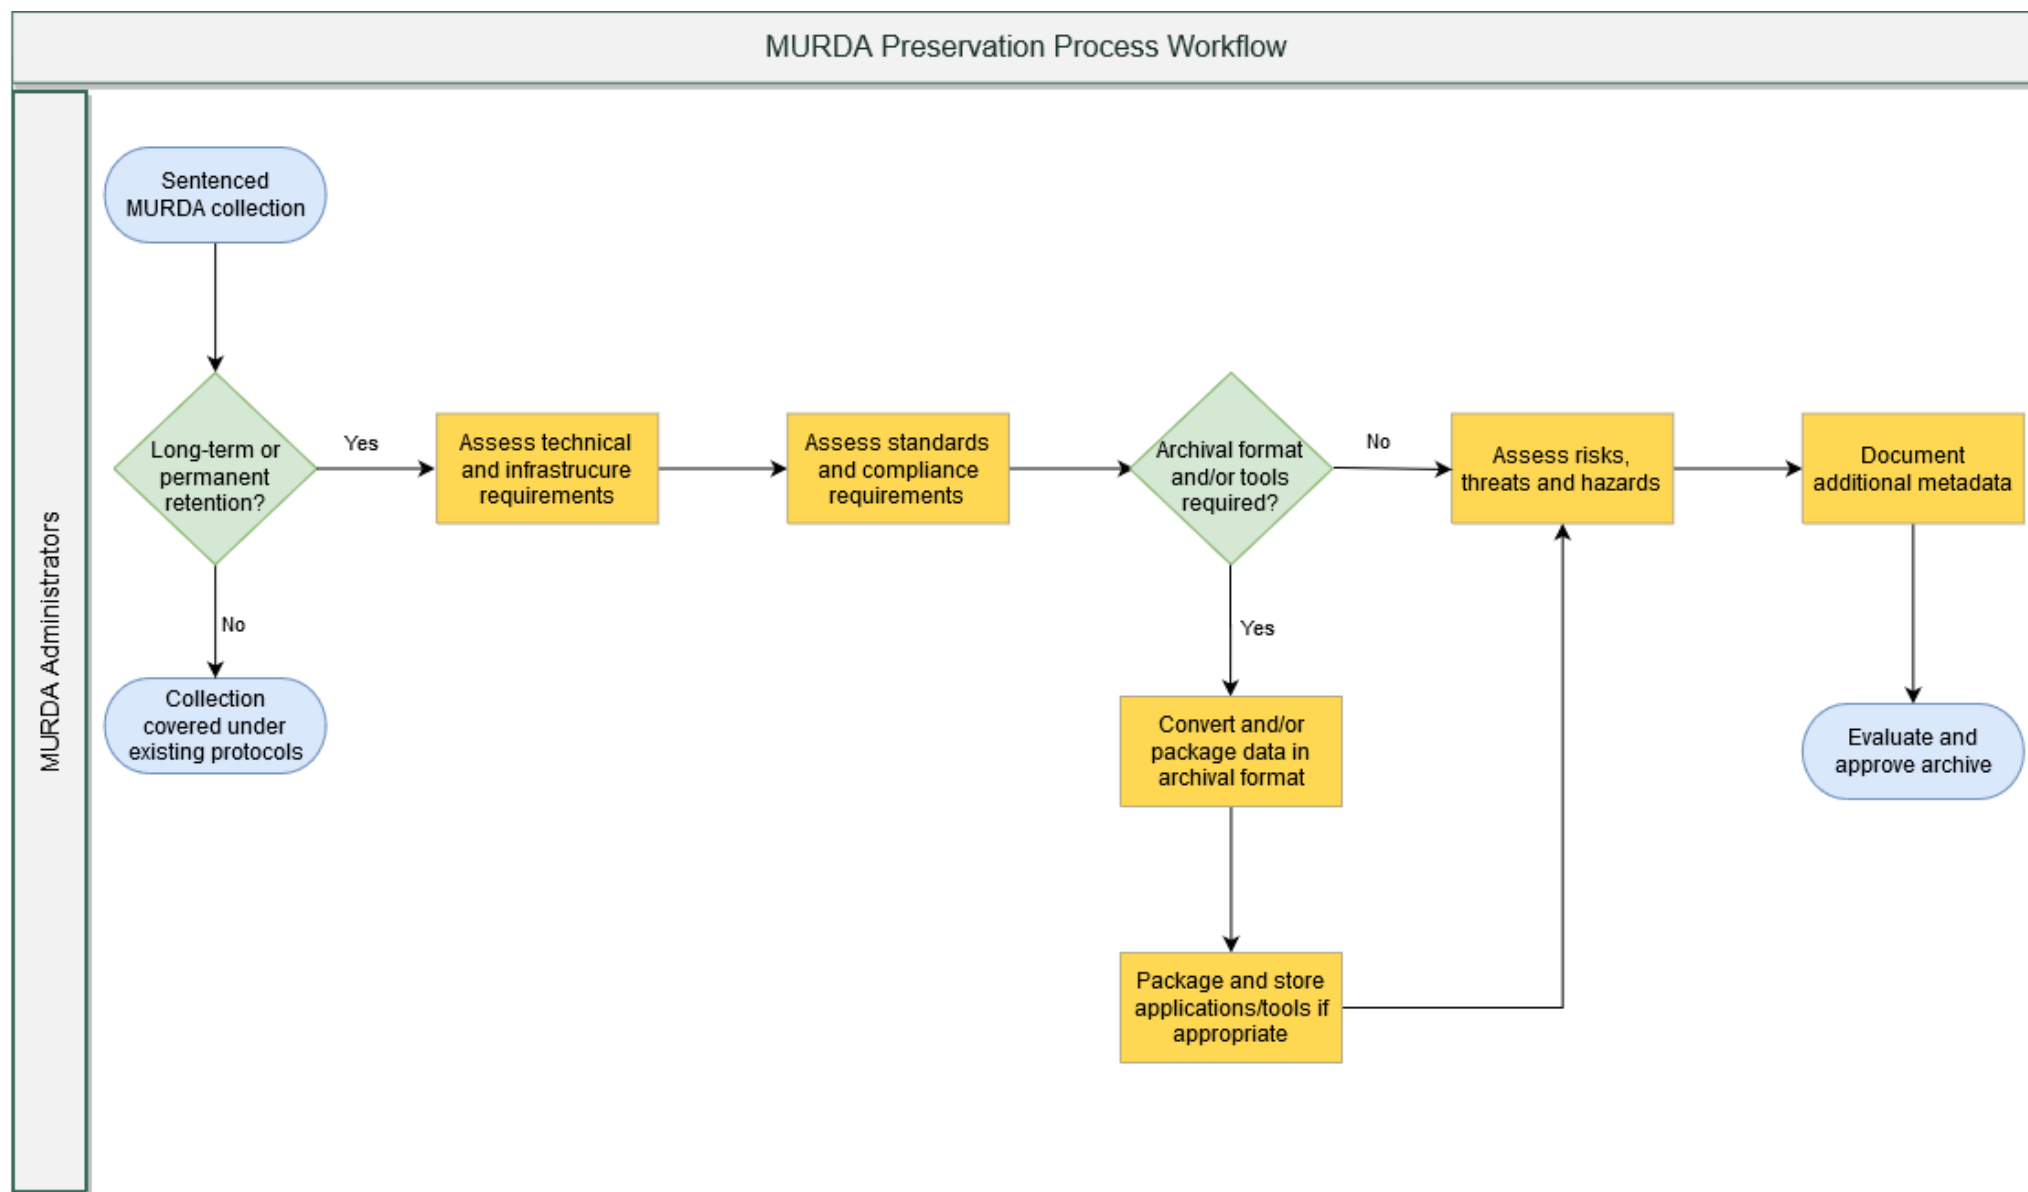 MURDA Preservation Process Workflow
MURDA Administrators
Sentenced
MURDA collection
Long-term or
permanent
retention?
Yes
No
Collection
covered under
existing protocols
Assess technical
and infrastrucure
requirements
Assess standards
and compliance
requirements
Archival format
and/or tools
required?
No
Yes
Convert and/or
package data in
archival format
Package and store
applications/tools if
appropriate
Assess risks,
threats and hazards
Document
additional metadata
Evaluate and
approve archive